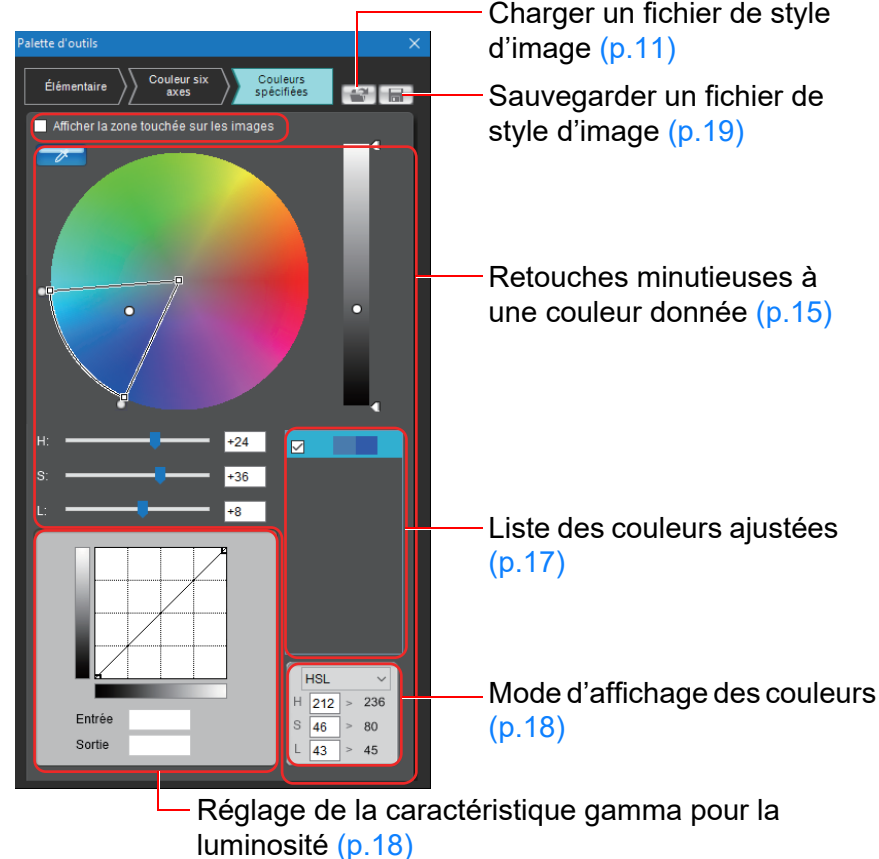 Charger un fichier de style
d’image (p.11)
Palette d'outils
Élémentaire
Couleur six
axes
Couleurs
spécifiées
Sauvegarder un fichier de
style d’image (p.19)
Afficher la zone touchée sur les images
Retouches minutieuses à
une couleur donnée (p.15)
H: +24
S: +36
L: +8
Liste des couleurs ajustées
(p.17)
HSL
H 212 > 236
S 46 > 80
L 43 > 45
Mode d’affichage des couleurs
(p.18)
Entrée
Sortie
Réglage de la caractéristique gamma pour la
luminosité (p.18)